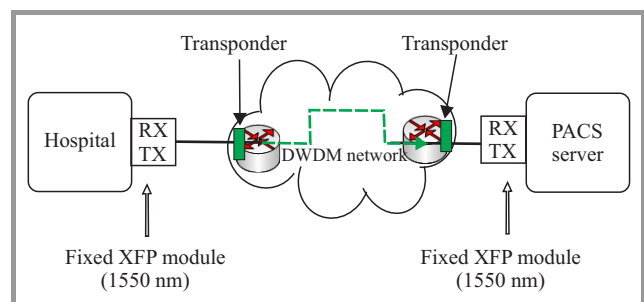 Transponder
Transponder
Hospital
RX
TX
DWDM network
RX
TX
PACS
server
Fixed XFP module
(1550 nm)
Fixed XFP module
(1550 nm)